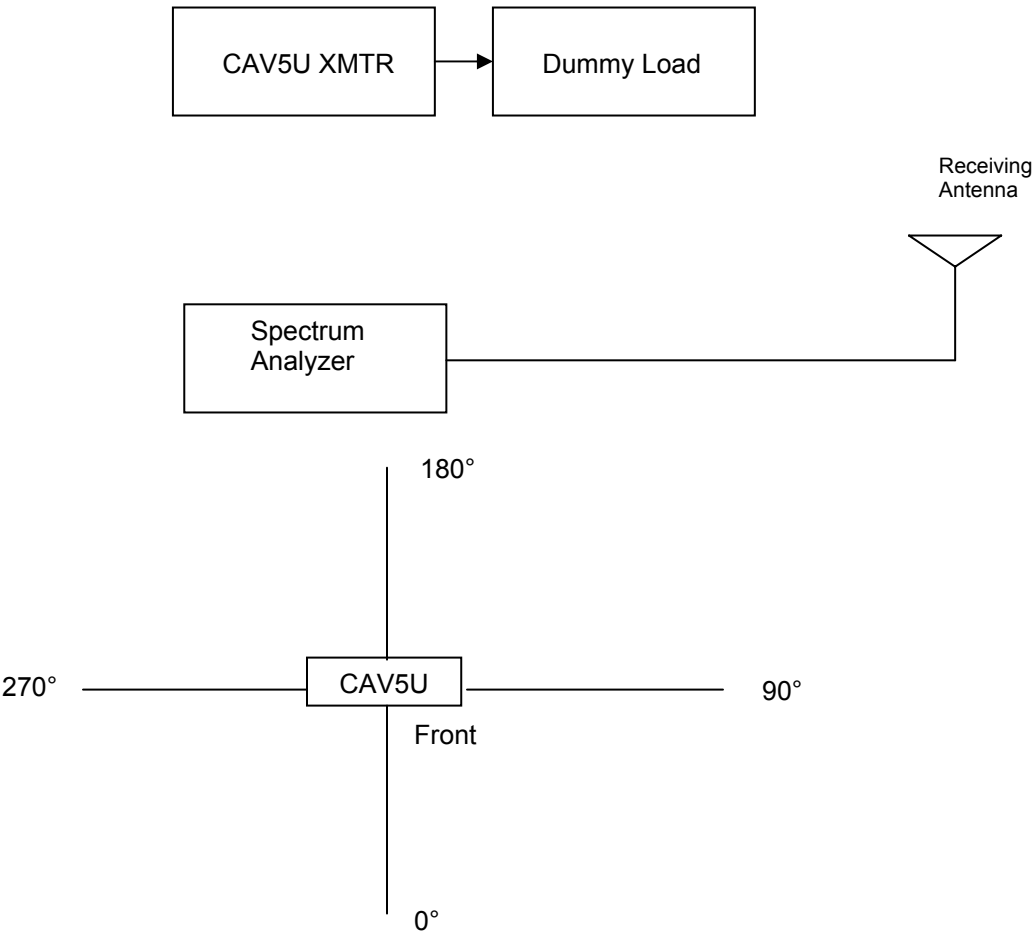 CAV5U XMTR
Dummy Load
Receiving
Antenna
Spectrum
Analyzer
180°
270°
CAV5U
90°
Front
0°